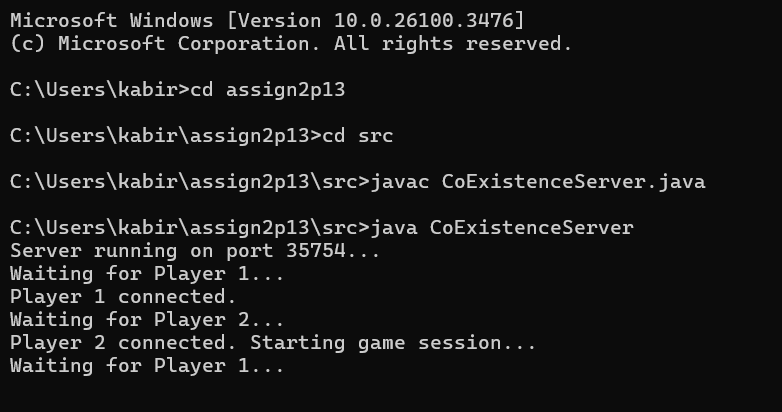 Microsoft Windows [Version 10.0.26100.3476]
(c) Microsoft Corporation. All rights reserved.
C:\Users\kabir>cd assign2p13
C:\Users\kabir\assign2p13>cd src
C:\Users\kabir\assign2p13\src>javac CoExistenceServer.java
C:\Users\kabir\assign2p13\src>java CoExistenceServer
Server running on port 35754...
Waiting for Player 1...
Player 1 connected.
Waiting for Player 2...
Player 2 connected. Starting game session...
Waiting for Player 1...